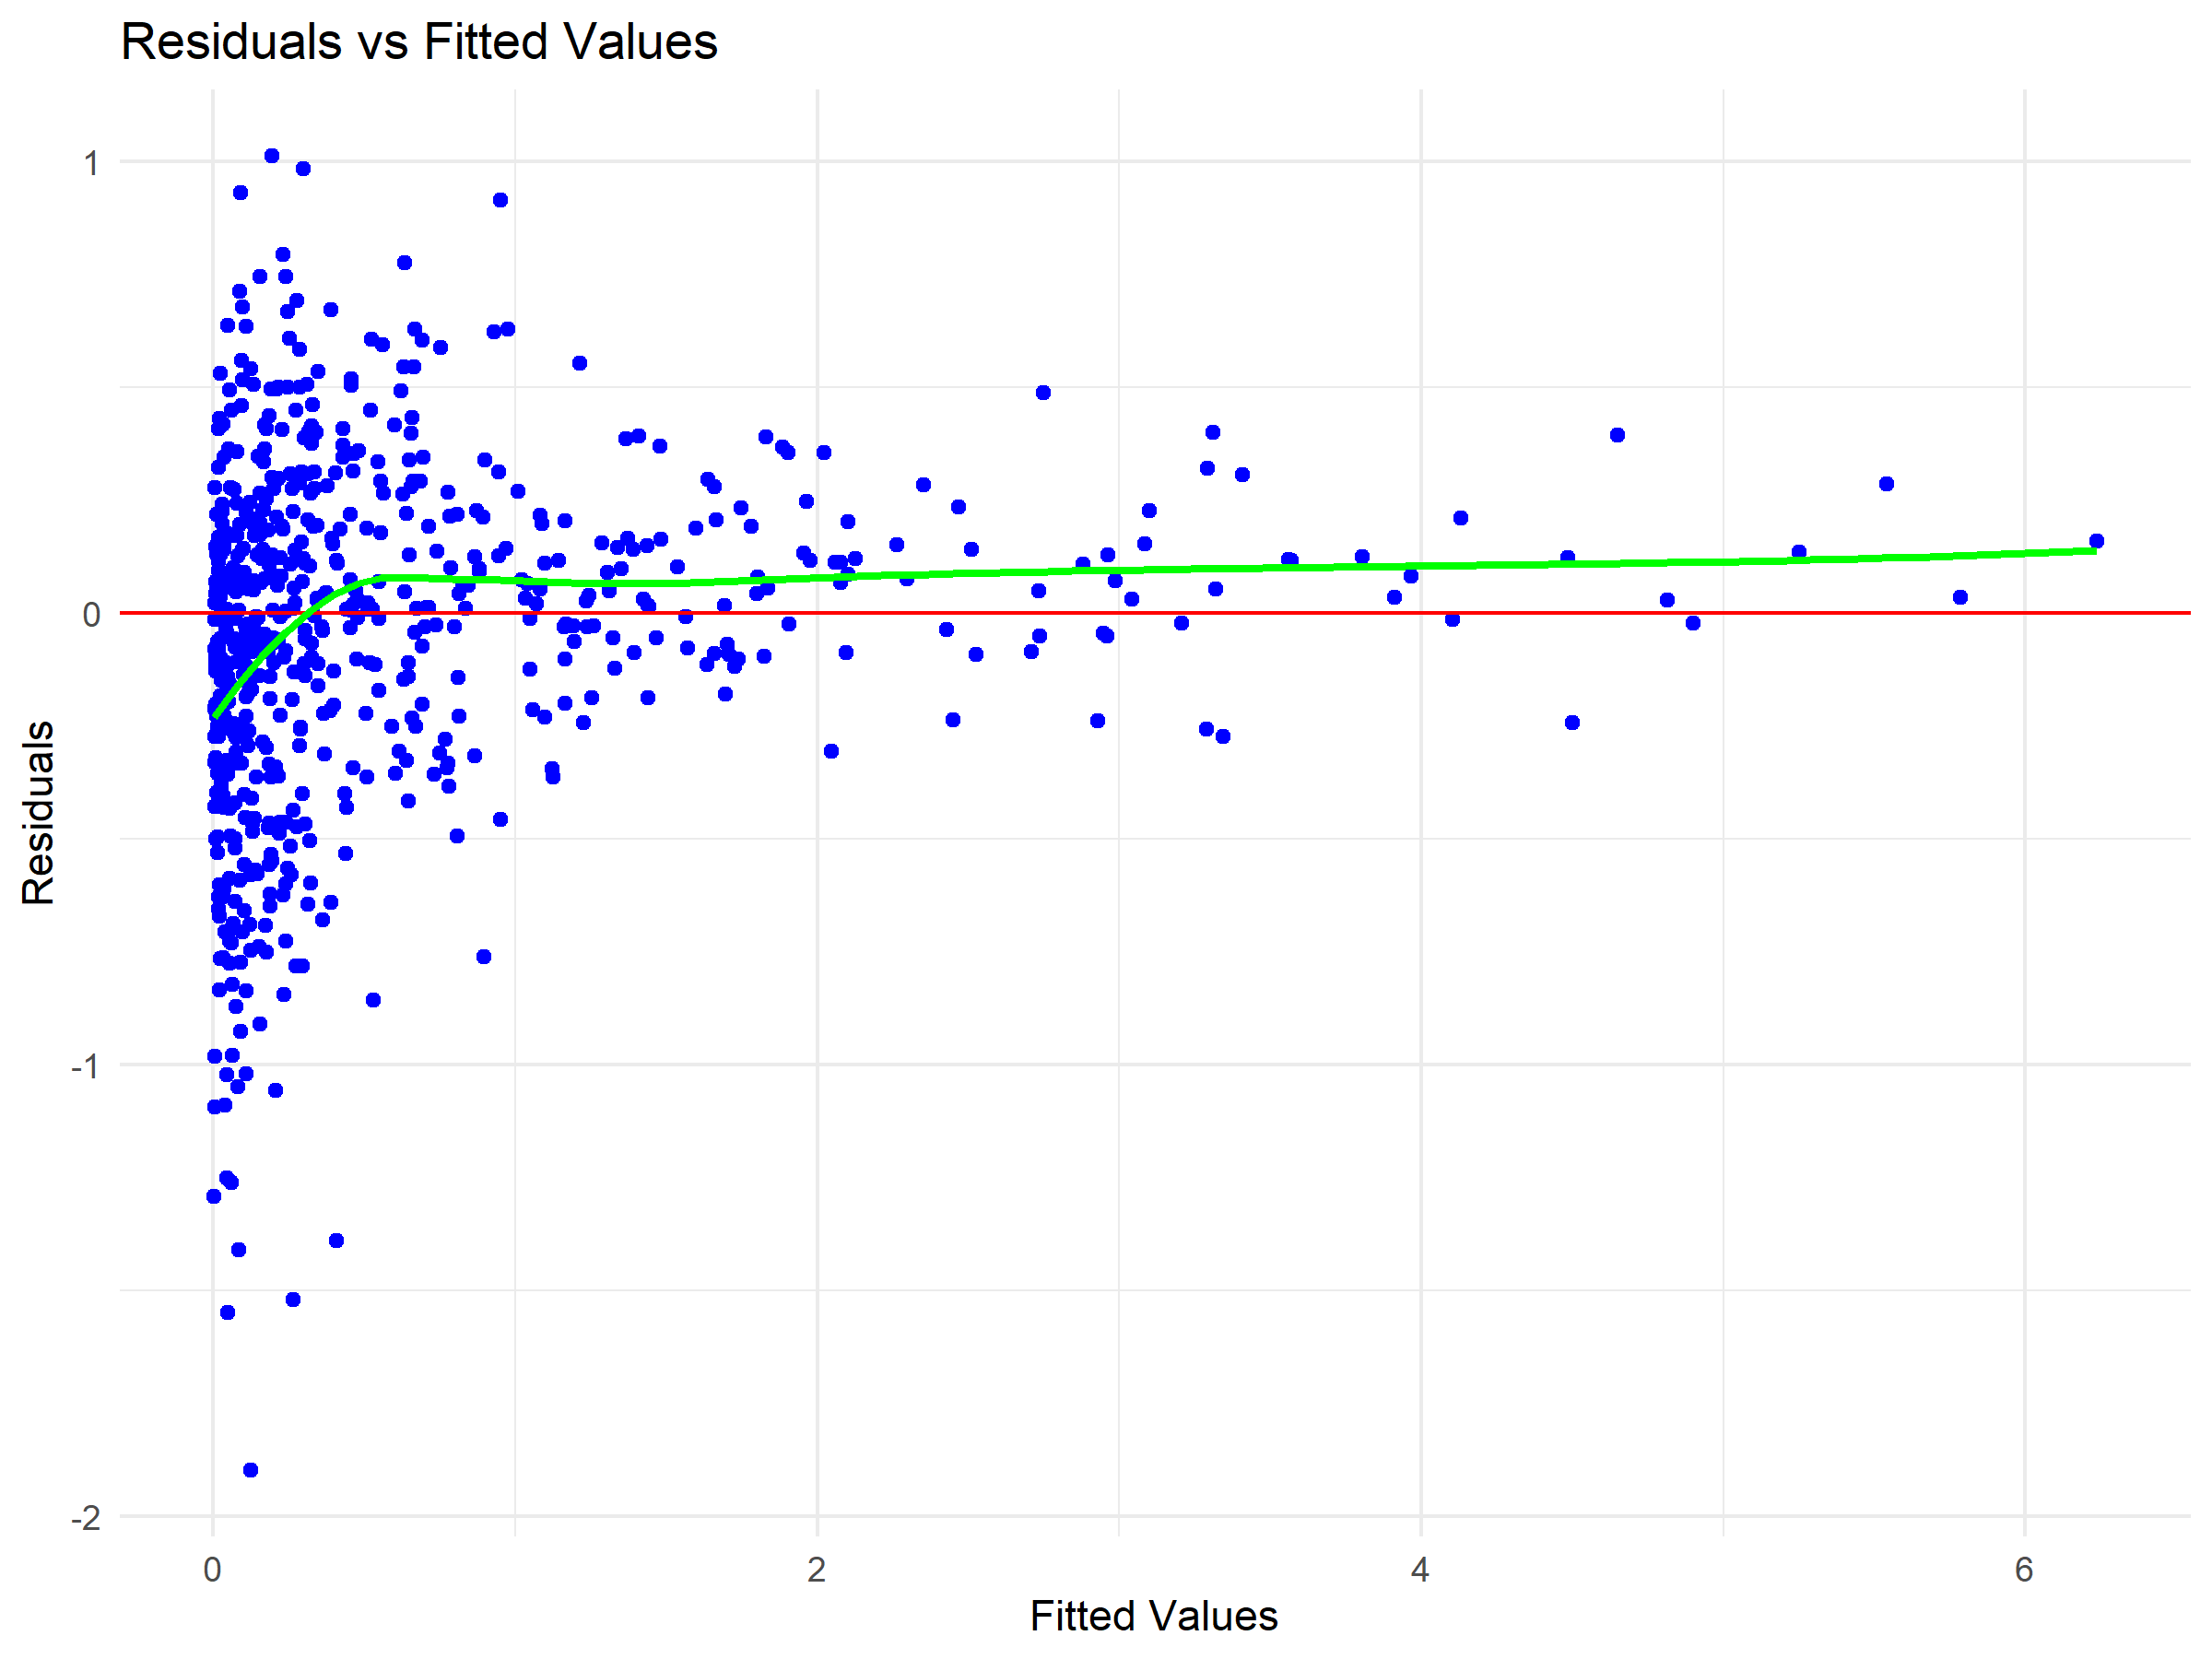 Residuals vs Fitted Values
1
0
-1
-2
Residuals
0 2 4 6
Fitted Values